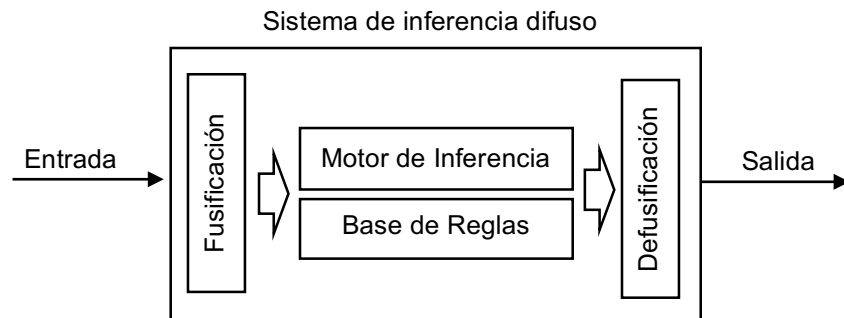 Sistema de inferencia difuso
Entrada
Fusificación
Motor de Inferencia
Base de Reglas
Defusificación
Salida